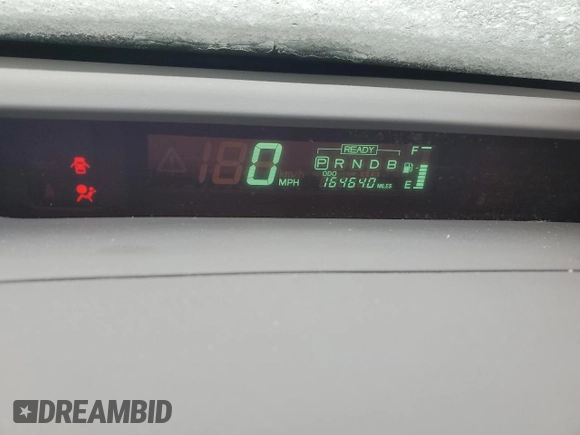 READY
F
P R N D B
0 MPH
ODO
164640 MILES
E
DREAMBID